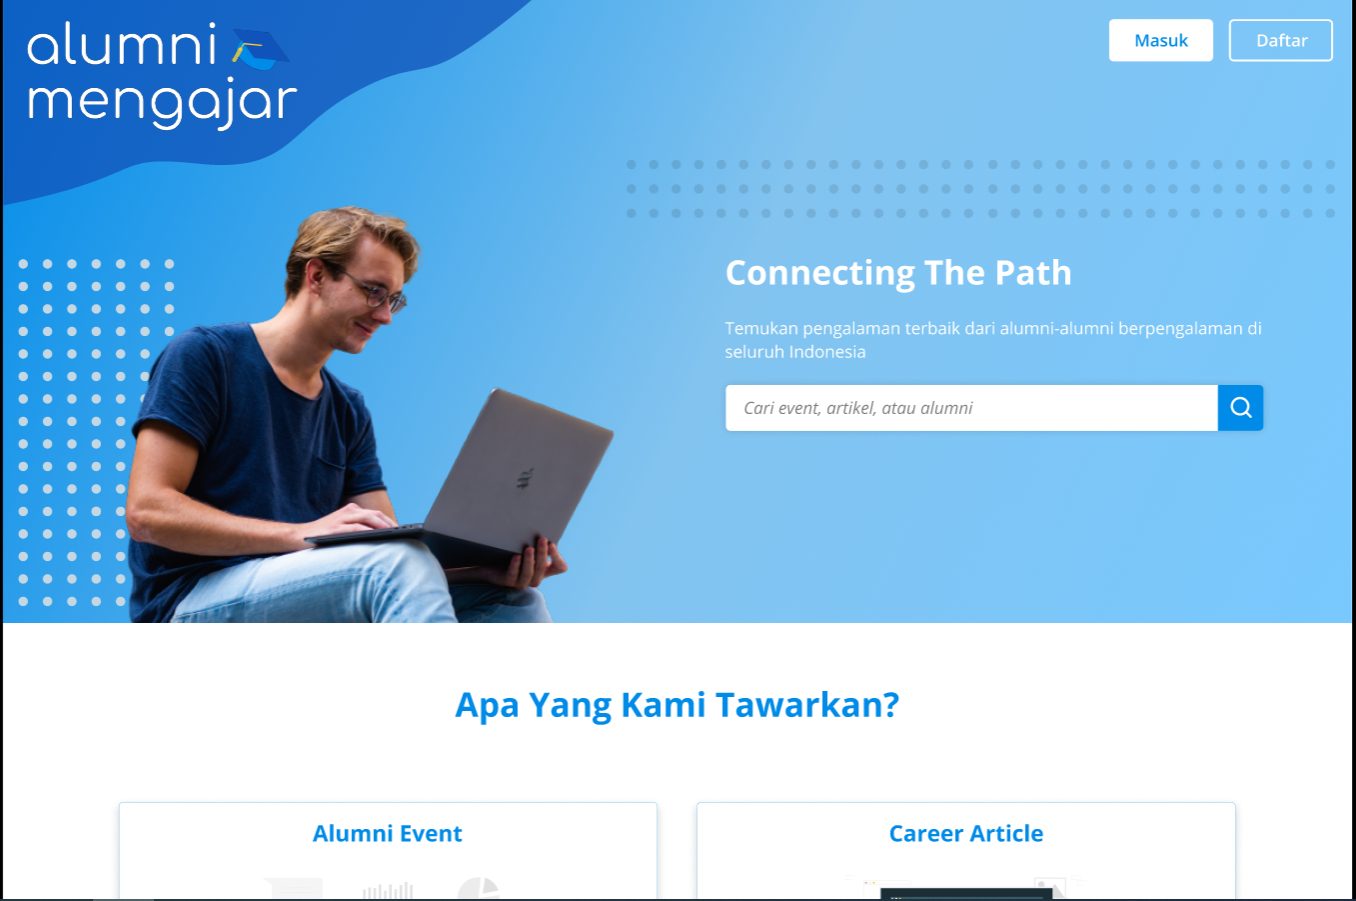 alumni
mengajar
Masuk
Daftar
Connecting The Path
Temukan pengalaman terbaik dari alumni-alumni berpengalaman di
seluruh Indonesia
Cari event, artikel, atau alumni
Apa Yang Kami Tawarkan?
Alumni Event
Career Article